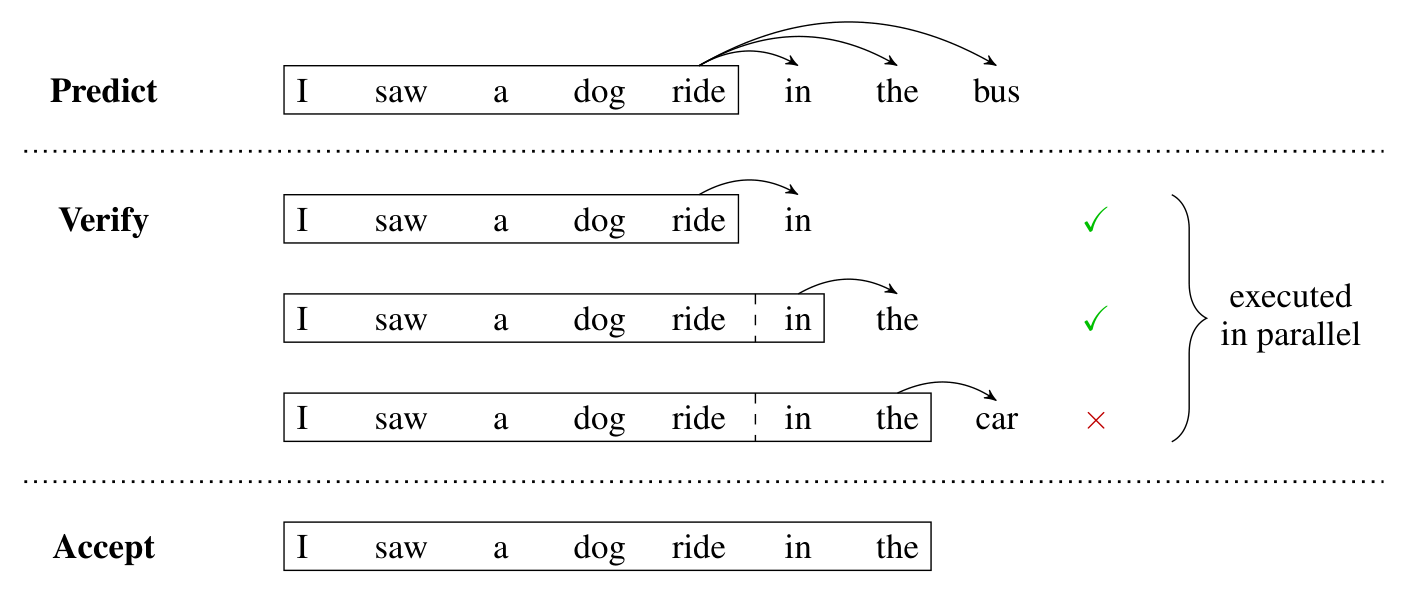 Predict I saw a dog ride in the bus
Verify I saw a dog ride in ✓
I saw a dog ride in the ✓
executed
in parallel
I saw a dog ride in the car ×
Accept I saw a dog ride in the